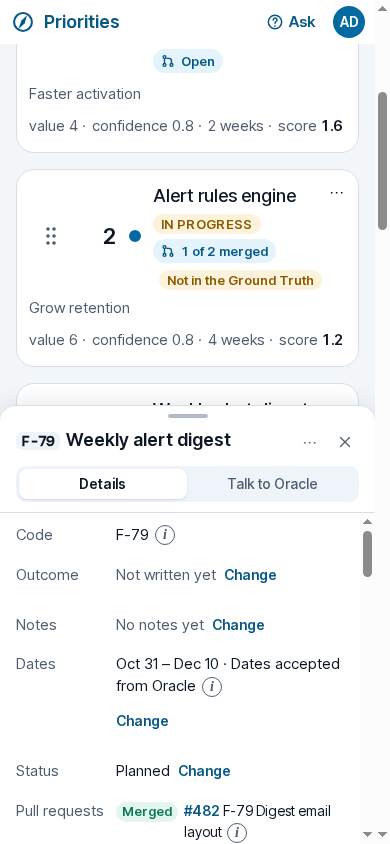 Priorities
Ask
AD
Open
Faster activation
value 4 · confidence 0.8 · 2 weeks · score 1.6
Alert rules engine
...
2
IN PROGRESS
1 of 2 merged
Not in the Ground Truth
Grow retention
value 6 · confidence 0.8 · 4 weeks · score 1.2
F-79 Weekly alert digest
...
Details
Talk to Oracle
Code
F-79
Outcome
Not written yet Change
Notes
No notes yet Change
Dates
Oct 31 – Dec 10 · Dates accepted
from Oracle
Change
Status
Planned Change
Pull requests
Merged #482 F-79 Digest email
layout